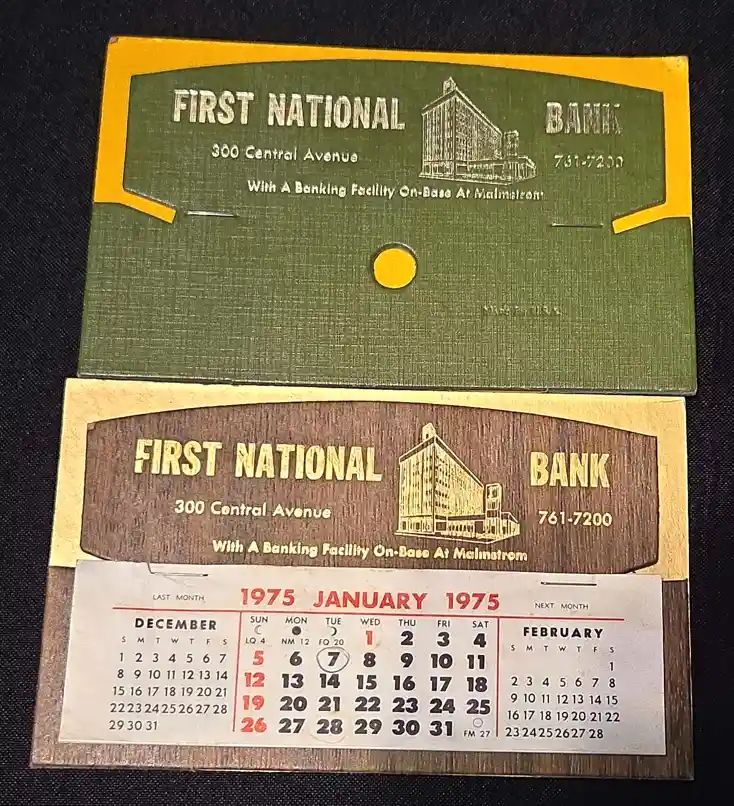 FIRST NATIONAL BANK
300 Central Avenue 761-7200
With A Banking Facility On-Base At Malmstrom
FIRST NATIONAL BANK
300 Central Avenue 761-7200
With A Banking Facility On-Base At Malmstrom
LAST MONTH 1975 JANUARY 1975 NEXT MONTH
DECEMBER
S M T W T F S
1 2 3 4 5 6 7
8 9 10 11 12 13 14
15 16 17 18 19 20 21
22 23 24 25 26 27 28
29 30 31
SUN MON TUE WED THU FRI SAT
LQ 4 NM 12 FQ 20 1 2 3 4
5 6 7 8 9 10 11
12 13 14 15 16 17 18
19 20 21 22 23 24 25
26 27 28 29 30 31 FM 27
FEBRUARY
S M T W T F S
1
2 3 4 5 6 7 8
9 10 11 12 13 14 15
16 17 18 19 20 21 22
23 24 25 26 27 28